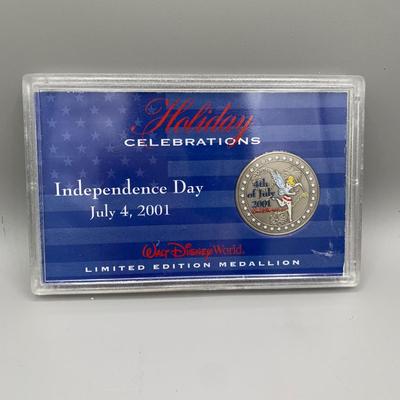 Holiday
CELEBRATIONS
Independence Day
July 4, 2001
4th
of July
2001
Walt Disney World
LIMITED EDITION MEDALLION